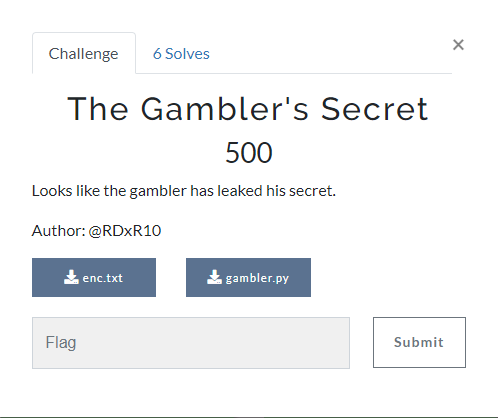 Challenge
6 Solves
×
The Gambler's Secret
500
Looks like the gambler has leaked his secret.
Author: @RDxR10
enc.txt
gambler.py
Flag
Submit